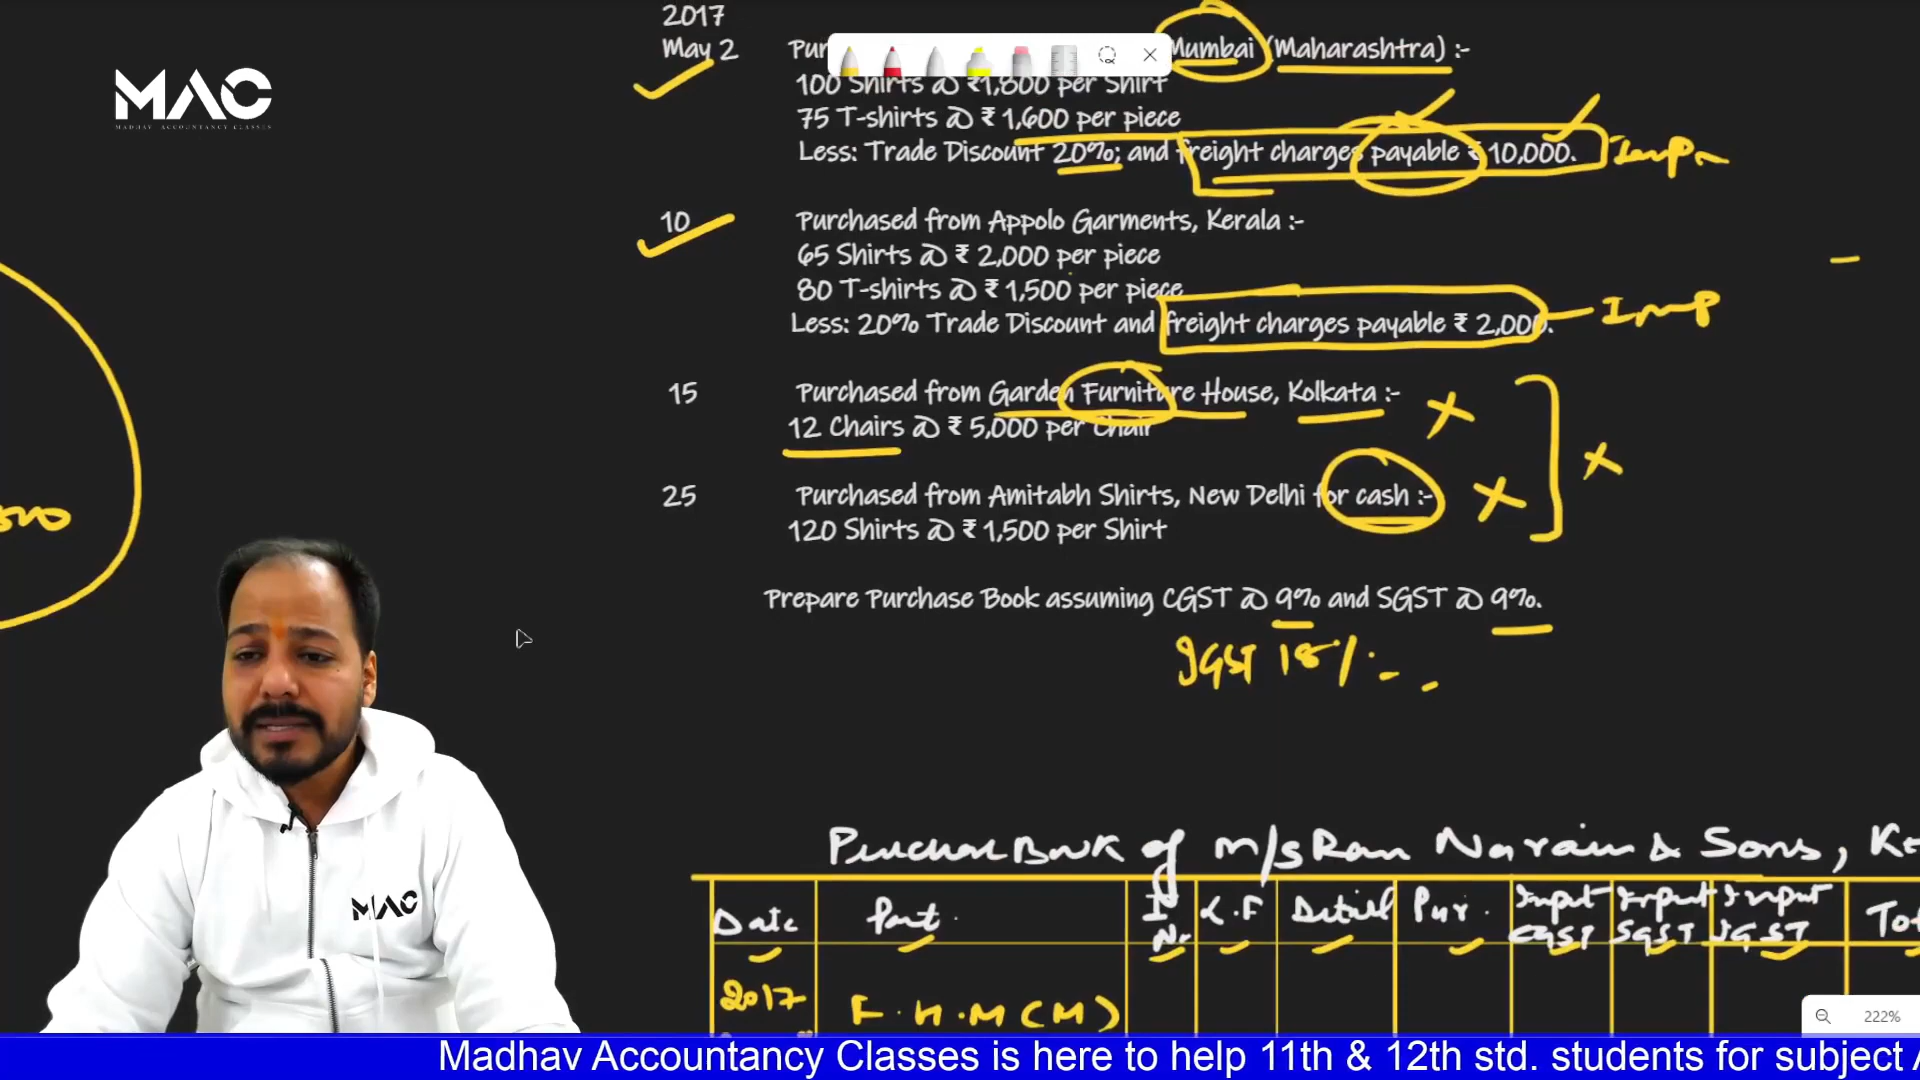 MAC
MADHAV ACCOUNTANCY CLASSES
2017
May 2 Pur Mumbai (Maharashtra) :-
100 Shirts @ ₹1,800 per Shirt
75 T-shirts @ ₹ 1,600 per piece
Less: Trade Discount 20%; and freight charges payable ₹ 10,000.
10 Purchased from Appolo Garments, Kerala :-
65 Shirts @ ₹ 2,000 per piece
80 T-shirts @ ₹ 1,500 per piece
Less: 20% Trade Discount and freight charges payable ₹ 2,000. Imp
15 Purchased from Garden Furniture House, Kolkata :-
12 Chairs @ ₹ 5,000 per Chair
25 Purchased from Amitabh Shirts, New Delhi for cash :-
120 Shirts @ ₹ 1,500 per Shirt
Prepare Purchase Book assuming CGST @ 9% and SGST @ 9%.
IGST 18%
of M/s Ram Narain & Sons,
Date Part. I N. L.F Detail Pur. Input CGST Input SGST Input IGST
2017 F.H.M (M)
MAC
222%
Madhav Accountancy Classes is here to help 11th & 12th std. students for subject